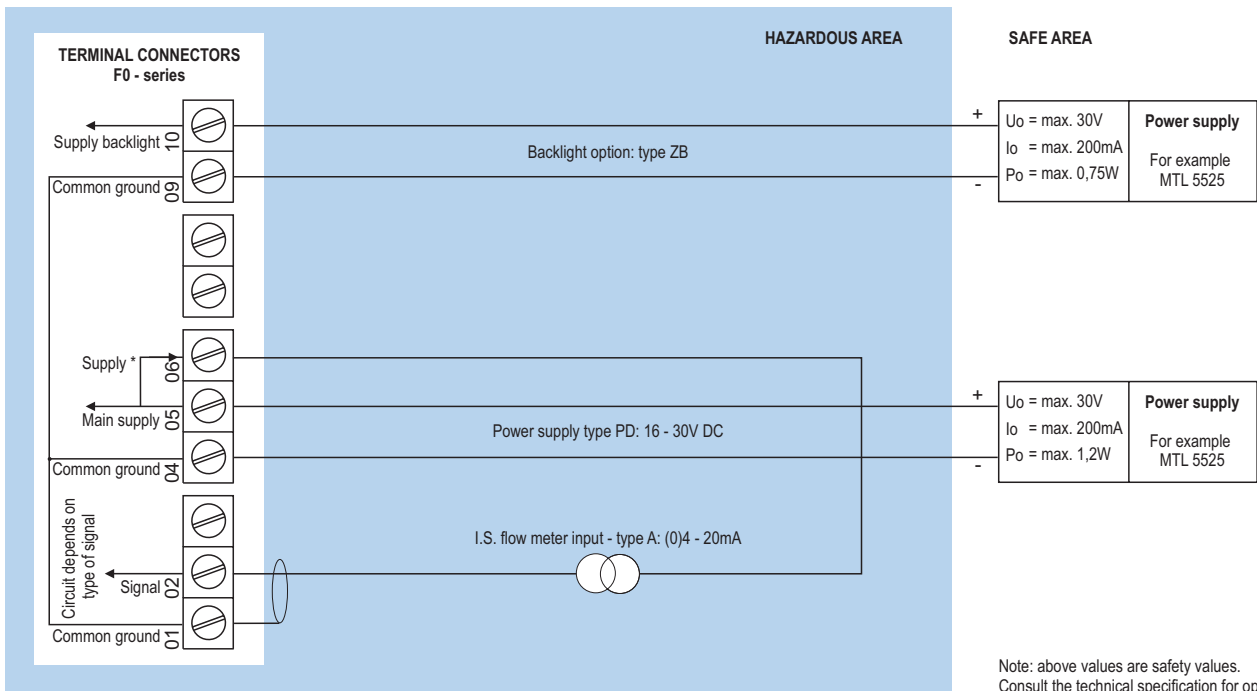 HAZARDOUS AREA
SAFE AREA
TERMINAL CONNECTORS
F0 - series
Supply backlight
10
Common ground
09
Backlight option: type ZB
+
-
Uo = max. 30V
Io = max. 200mA
Po = max. 0,75W
Power supply
For example
MTL 5525
Supply *
06
Main supply
05
Common ground
04
Power supply type PD: 16 - 30V DC
+
-
Uo = max. 30V
Io = max. 200mA
Po = max. 1,2W
Power supply
For example
MTL 5525
Circuit depends on
type of signal
Signal
02
Common ground
01
I.S. flow meter input - type A: (0)4 - 20mA
Note: above values are safety values.
Consult the technical specification for op